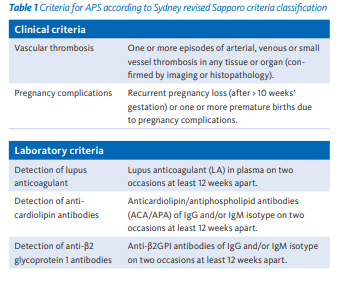 Table 1 Criteria for APS according to Sydney revised Sapporo criteria classification
Clinical criteria
Vascular thrombosis
One or more episodes of arterial, venous or small
vessel thrombosis in any tissue or organ (con-
firmed by imaging or histopathology).
Pregnancy complications
Recurrent pregnancy loss (after > 10 weeks'
gestation) or one or more premature births due
to pregnancy complications.
Laboratory criteria
Detection of lupus
anticoagulant
Lupus anticoagulant (LA) in plasma on two
occasions at least 12 weeks apart.
Detection of anti-
cardiolipin antibodies
Anticardiolipin/antiphospholipid antibodies
(ACA/APA) of IgG and/or IgM isotype on two
occasions at least 12 weeks apart.
Detection of anti-β2
glycoprotein 1 antibodies
Anti-β2GPI antibodies of IgG and/or IgM isotype
on two occasions at least 12 weeks apart.